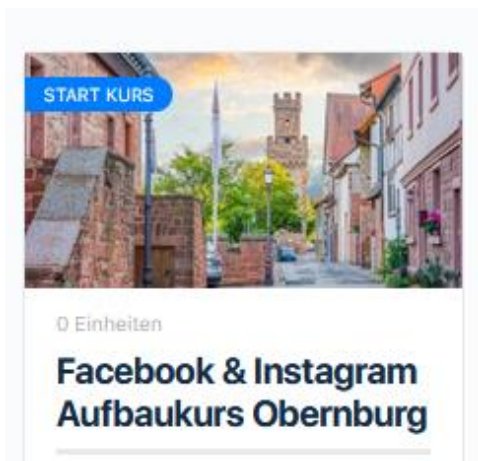 START KURS
0 Einheiten
Facebook & Instagram
Aufbaukurs Obernburg